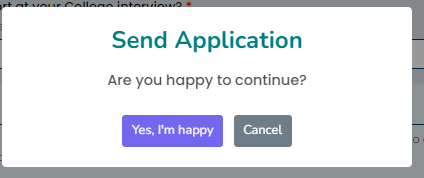 rt at your College interview? *
Send Application
Are you happy to continue?
Yes, I'm happy
Cancel